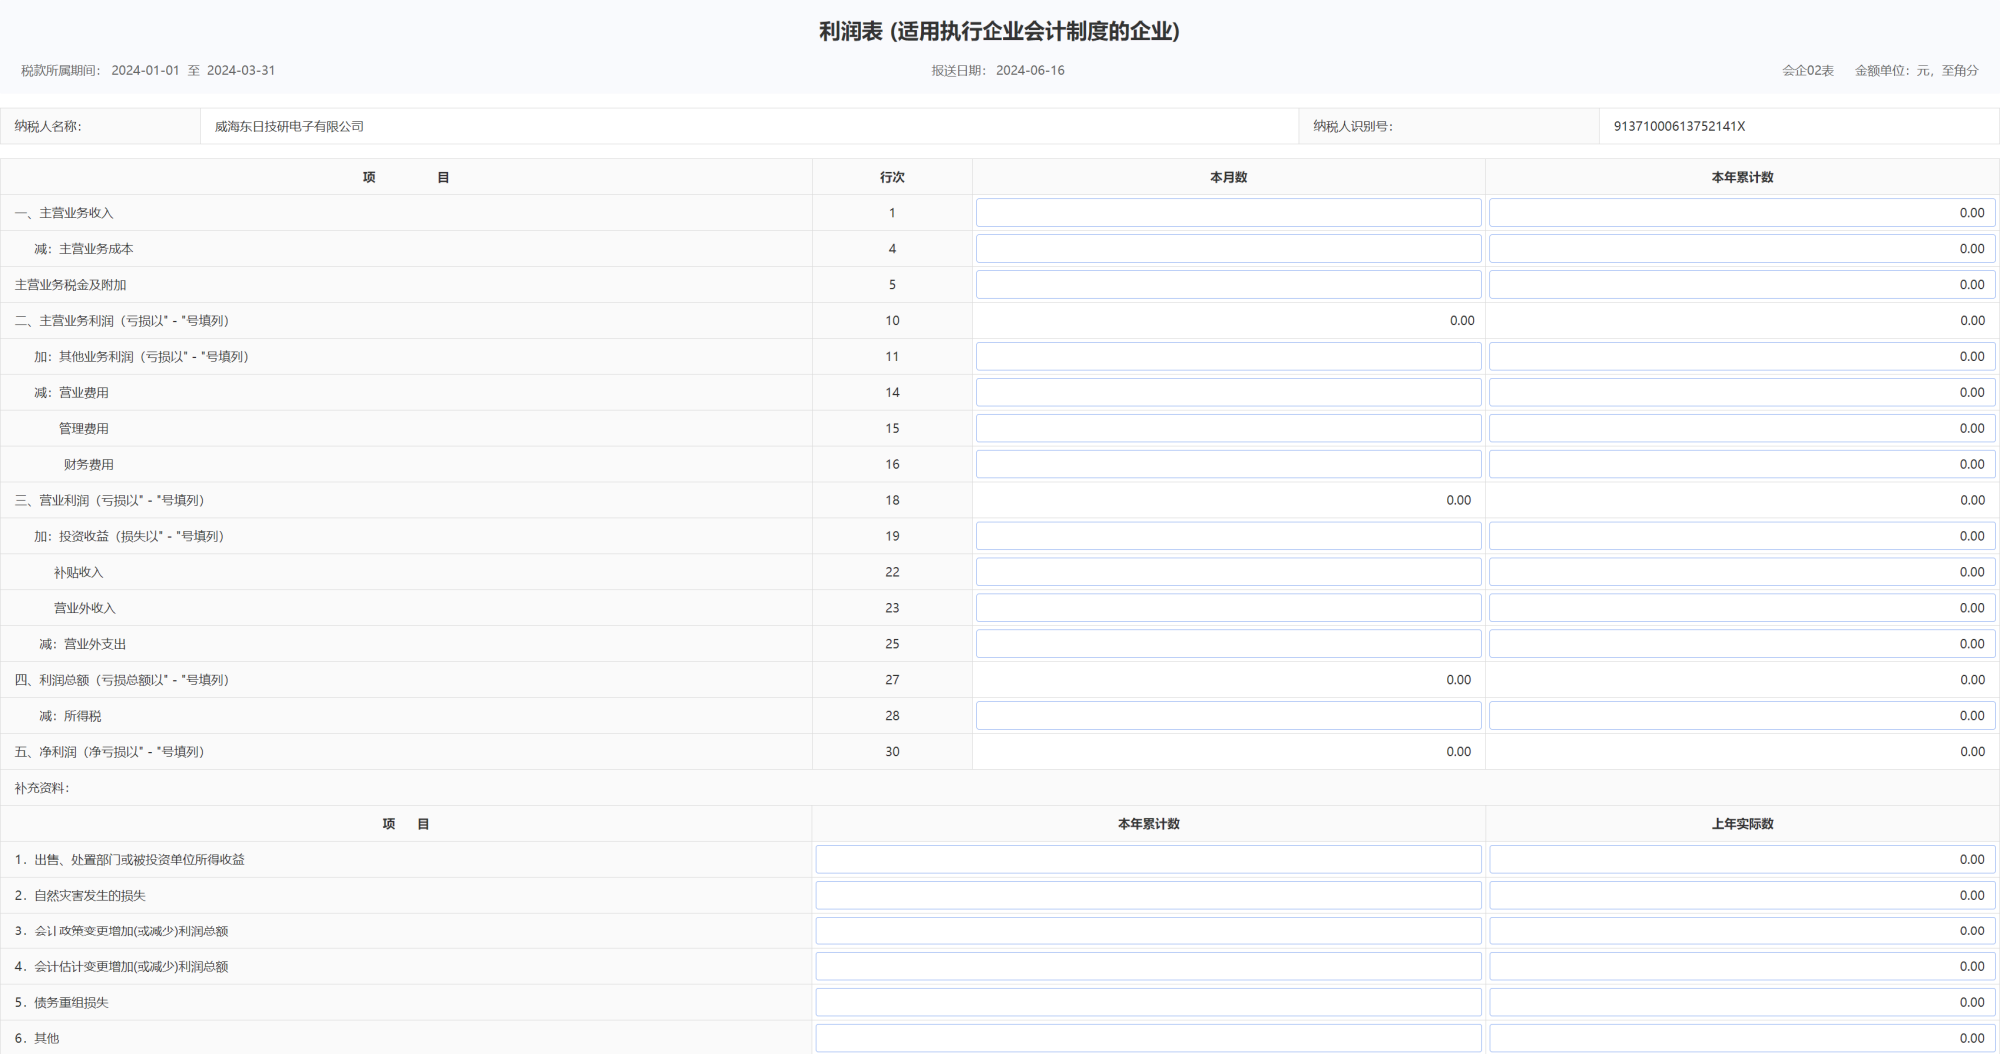 利润表 (适用执行企业会计制度的企业)
税款所属期间: 2024-01-01 至 2024-03-31 报送日期: 2024-06-16 会企02表 金额单位: 元, 至角分
纳税人名称: 威海东日技研电子有限公司 纳税人识别号: 91371000613752141X
项 目 行次 本月数 本年累计数
一、主营业务收入 1 0.00
减: 主营业务成本 4 0.00
主营业务税金及附加 5 0.00
二、主营业务利润（亏损以" - "号填列） 10 0.00 0.00
加: 其他业务利润（亏损以" - "号填列） 11 0.00
减: 营业费用 14 0.00
管理费用 15 0.00
财务费用 16 0.00
三、营业利润（亏损以" - "号填列） 18 0.00 0.00
加: 投资收益（损失以" - "号填列） 19 0.00
补贴收入 22 0.00
营业外收入 23 0.00
减: 营业外支出 25 0.00
四、利润总额（亏损总额以" - "号填列） 27 0.00 0.00
减: 所得税 28 0.00
五、净利润（净亏损以" - "号填列） 30 0.00 0.00
补充资料:
项 目 本年累计数 上年实际数
1. 出售、处置部门或被投资单位所得收益 0.00
2. 自然灾害发生的损失 0.00
3. 会计政策变更增加(或减少)利润总额 0.00
4. 会计估计变更增加(或减少)利润总额 0.00
5. 债务重组损失 0.00
6. 其他 0.00